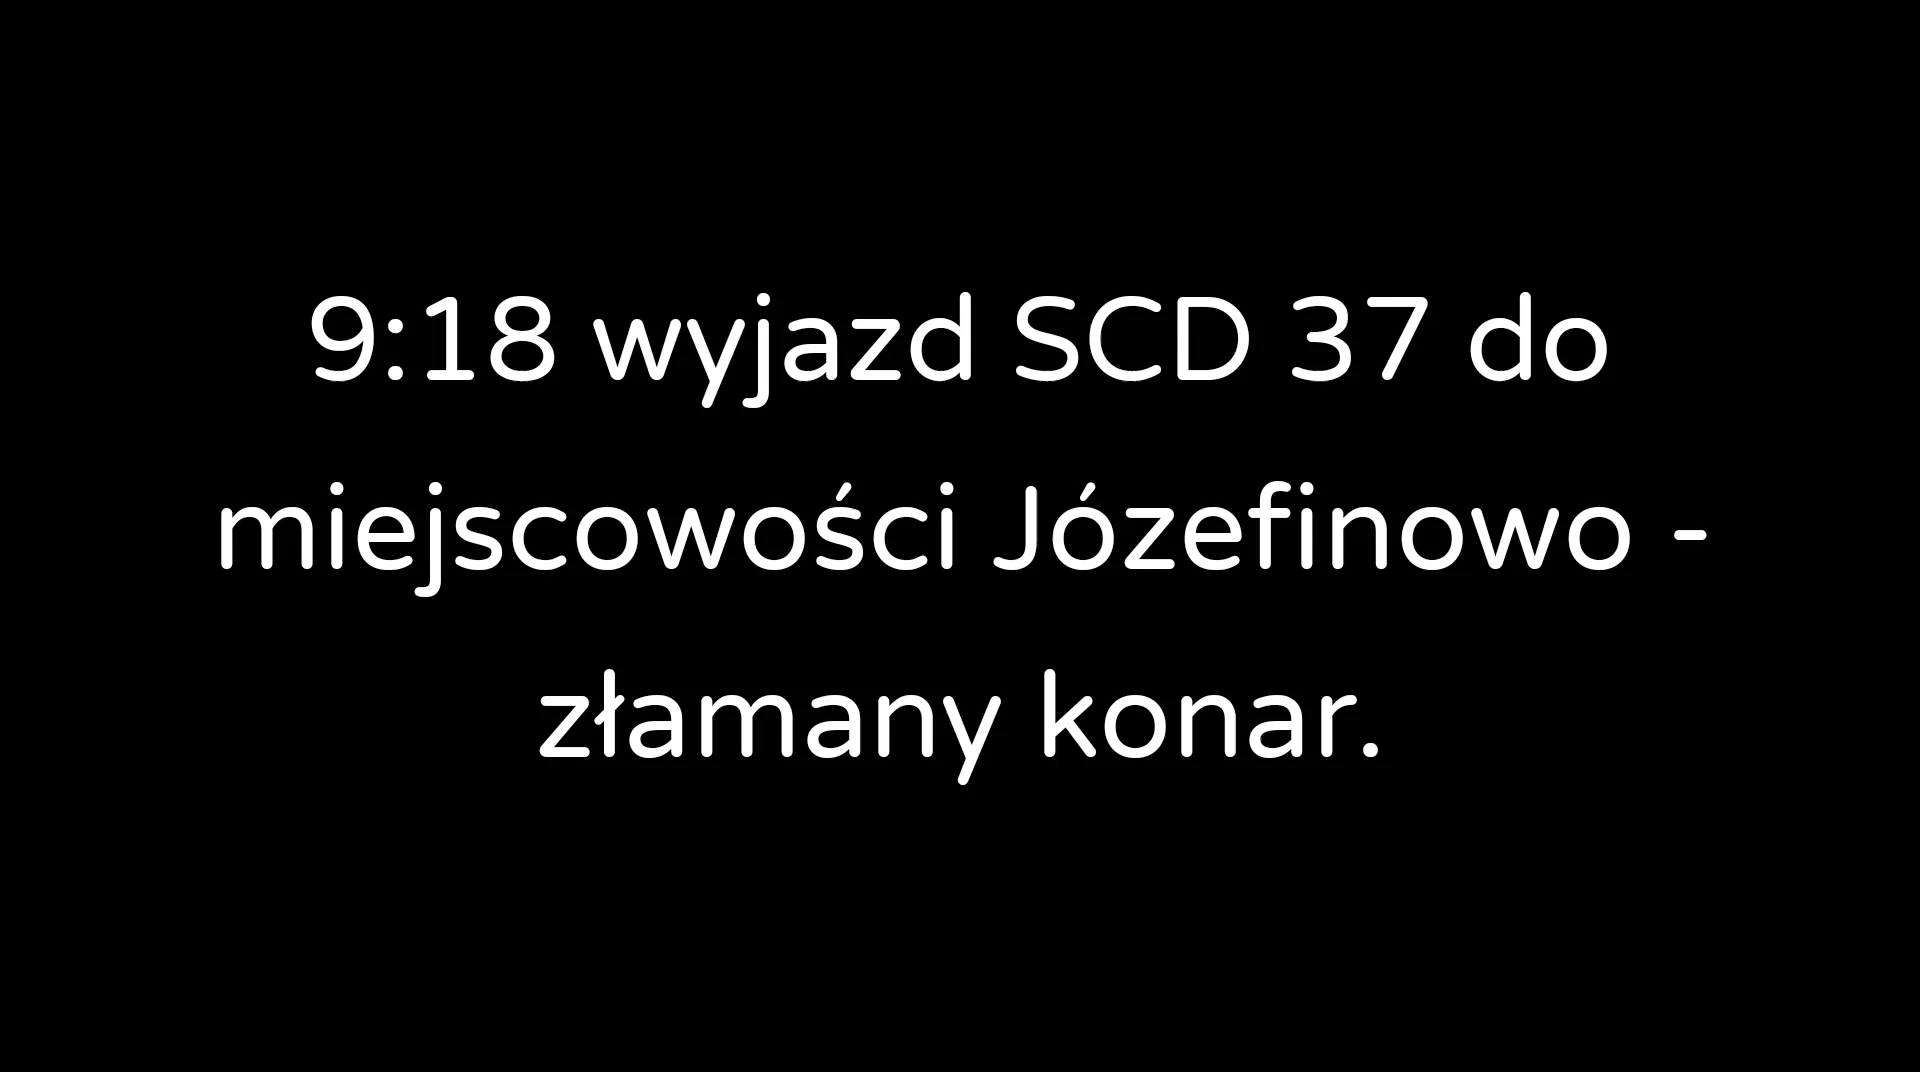 9:18 wyjazd SCD 37 do
miejscowości Józefinowo -
złamany konar.